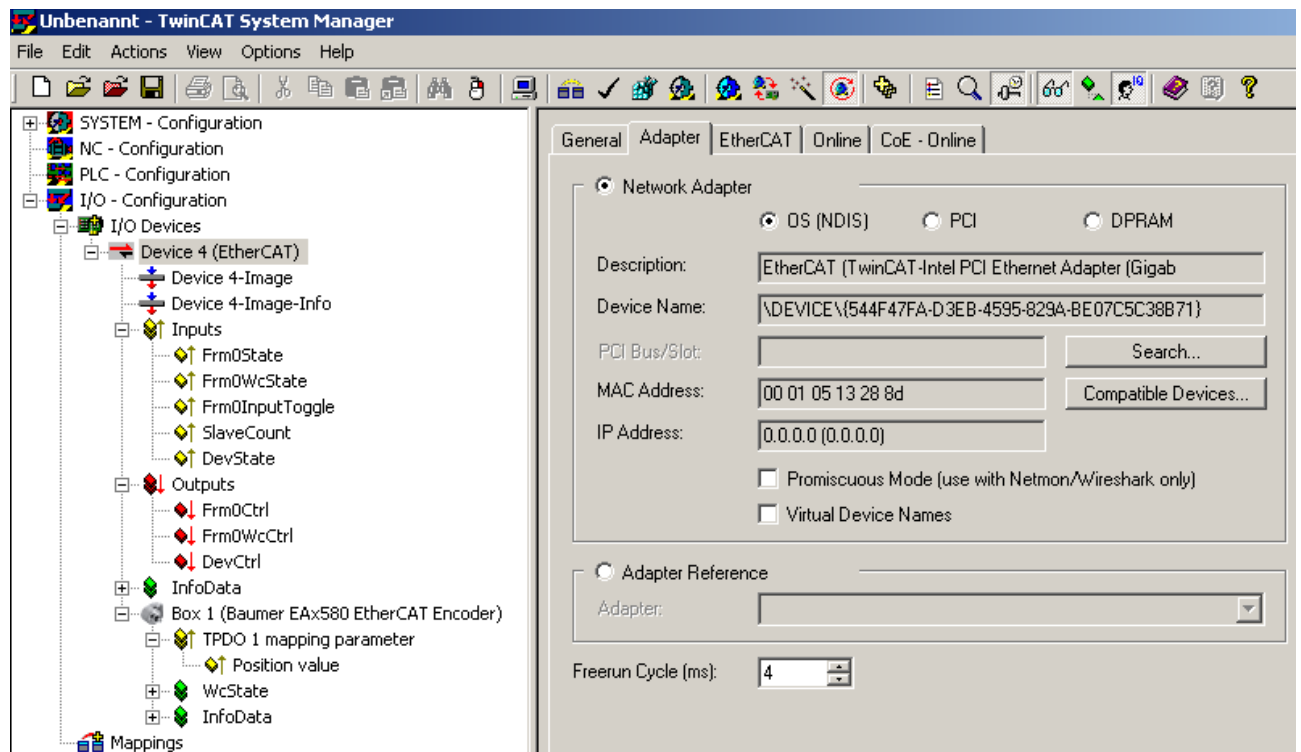 Unbenannt - TwinCAT System Manager
File Edit Actions View Options Help
SYSTEM - Configuration
NC - Configuration
PLC - Configuration
I/O - Configuration
I/O Devices
Device 4 (EtherCAT)
Device 4-Image
Device 4-Image-Info
Inputs
Frm0State
Frm0WcState
Frm0InputToggle
SlaveCount
DevState
Outputs
Frm0Ctrl
Frm0WcCtrl
DevCtrl
InfoData
Box 1 (Baumer EAx580 EtherCAT Encoder)
TPDO 1 mapping parameter
Position value
WcState
InfoData
Mappings
General Adapter EtherCAT Online CoE - Online
Network Adapter
OS (NDIS) PCI DPRAM
Description: EtherCAT (TwinCAT-Intel PCI Ethernet Adapter (Gigab
Device Name: \DEVICE\{544F47FA-D3EB-4595-829A-BE07C5C38B71}
PCI Bus/Slot: Search...
MAC Address: 00 01 05 13 28 8d Compatible Devices...
IP Address: 0.0.0.0 (0.0.0.0)
Promiscuous Mode (use with Netmon/Wireshark only)
Virtual Device Names
Adapter Reference
Adapter:
Freerun Cycle (ms): 4